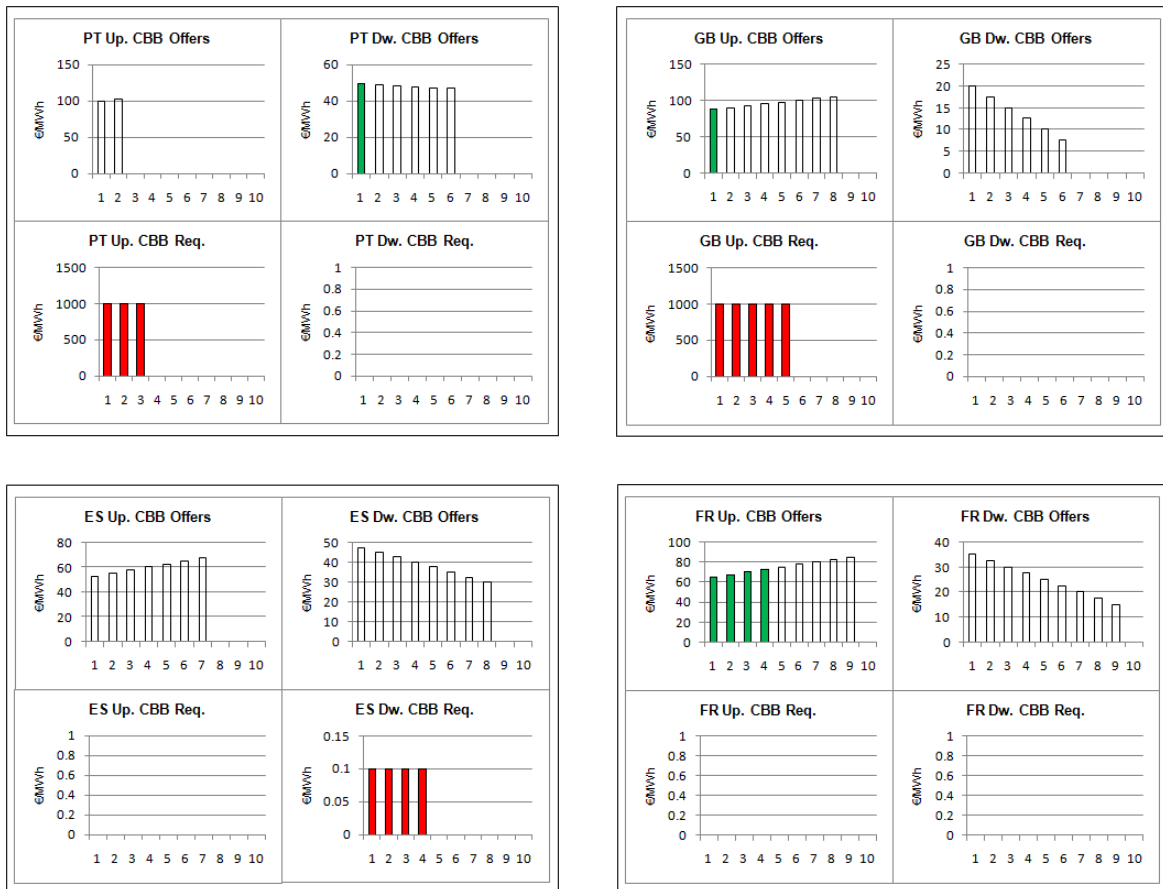 PT Up. CBB Offers
€/MWh
150
100
50
0
1 2 3 4 5 6 7 8 9 10
PT Dw. CBB Offers
60
40
20
0
1 2 3 4 5 6 7 8 9 10
PT Up. CBB Req.
€/MWh
1500
1000
500
0
1 2 3 4 5 6 7 8 9 10
PT Dw. CBB Req.
1
0.8
0.6
0.4
0.2
0
1 2 3 4 5 6 7 8 9 10
GB Up. CBB Offers
€/MWh
150
100
50
0
1 2 3 4 5 6 7 8 9 10
GB Dw. CBB Offers
€/MWh
25
20
15
10
5
0
1 2 3 4 5 6 7 8 9 10
GB Up. CBB Req.
€/MWh
1500
1000
500
0
1 2 3 4 5 6 7 8 9 10
GB Dw. CBB Req.
€/MWh
1
0.8
0.6
0.4
0.2
0
1 2 3 4 5 6 7 8 9 10
ES Up. CBB Offers
€/MWh
80
60
40
20
0
1 2 3 4 5 6 7 8 9 10
ES Dw. CBB Offers
€/MWh
50
40
30
20
10
0
1 2 3 4 5 6 7 8 9 10
ES Up. CBB Req.
€/MWh
1
0.8
0.6
0.4
0.2
0
1 2 3 4 5 6 7 8 9 10
ES Dw. CBB Req.
€/MWh
0.15
0.1
0.05
0
1 2 3 4 5 6 7 8 9 10
FR Up. CBB Offers
€/MWh
100
80
60
40
20
0
1 2 3 4 5 6 7 8 9 10
FR Dw. CBB Offers
€/MWh
40
30
20
10
0
1 2 3 4 5 6 7 8 9 10
FR Up. CBB Req.
€/MWh
1
0.8
0.6
0.4
0.2
0
1 2 3 4 5 6 7 8 9 10
FR Dw. CBB Req.
€/MWh
1
0.8
0.6
0.4
0.2
0
1 2 3 4 5 6 7 8 9 10